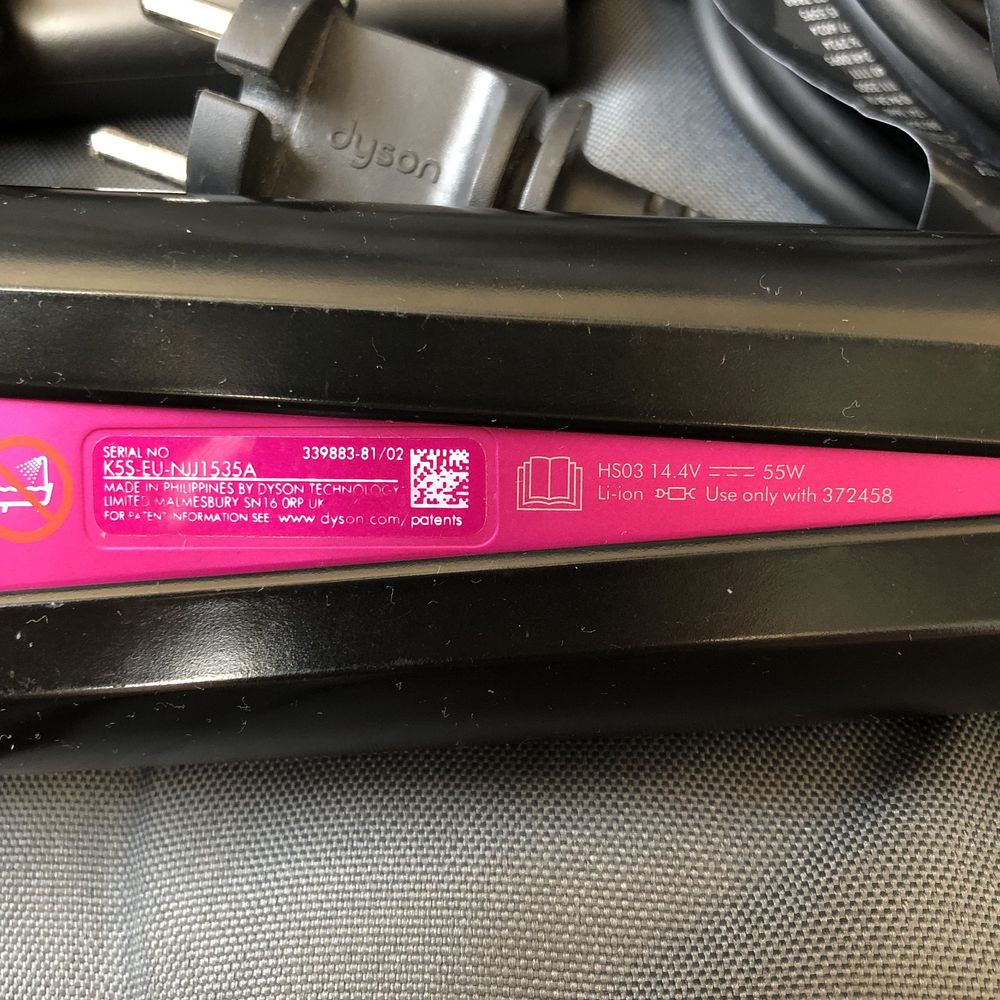 dyson
SERIAL NO 339883-81/02
K5S-EU-NJJ1535A
MADE IN PHILIPPINES BY DYSON TECHNOLOGY
LIMITED MALMESBURY SN16 0RP UK
FOR PATENT INFORMATION SEE www.dyson.com/patents
HS03 14.4V 55W
Li-ion Use only with 372458